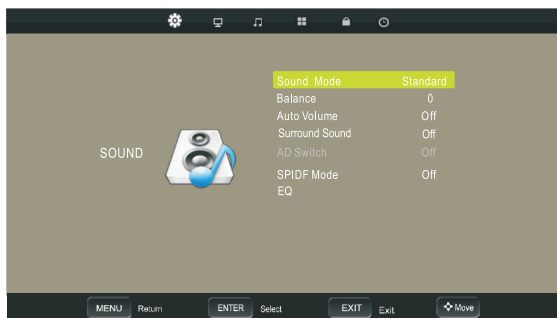 Sound Mode Standard
Balance 0
Auto Volume Off
Surround Sound Off
SOUND
AD Switch Off
SPIDF Mode Off
EQ
MENU Return ENTER Select EXIT Exit Move